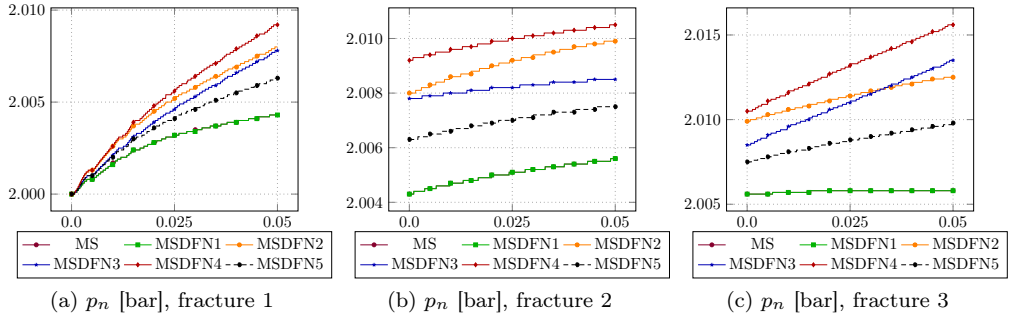 2.010
2.005
2.000
0.0 0.025 0.05
MS MSDFN1 MSDFN2
MSDFN3 MSDFN4 MSDFN5
(a) pn [bar], fracture 1
2.010
2.008
2.006
2.004
0.0 0.025 0.05
MS MSDFN1 MSDFN2
MSDFN3 MSDFN4 MSDFN5
(b) pn [bar], fracture 2
2.015
2.010
2.005
0.0 0.025 0.05
MS MSDFN1 MSDFN2
MSDFN3 MSDFN4 MSDFN5
(c) pn [bar], fracture 3